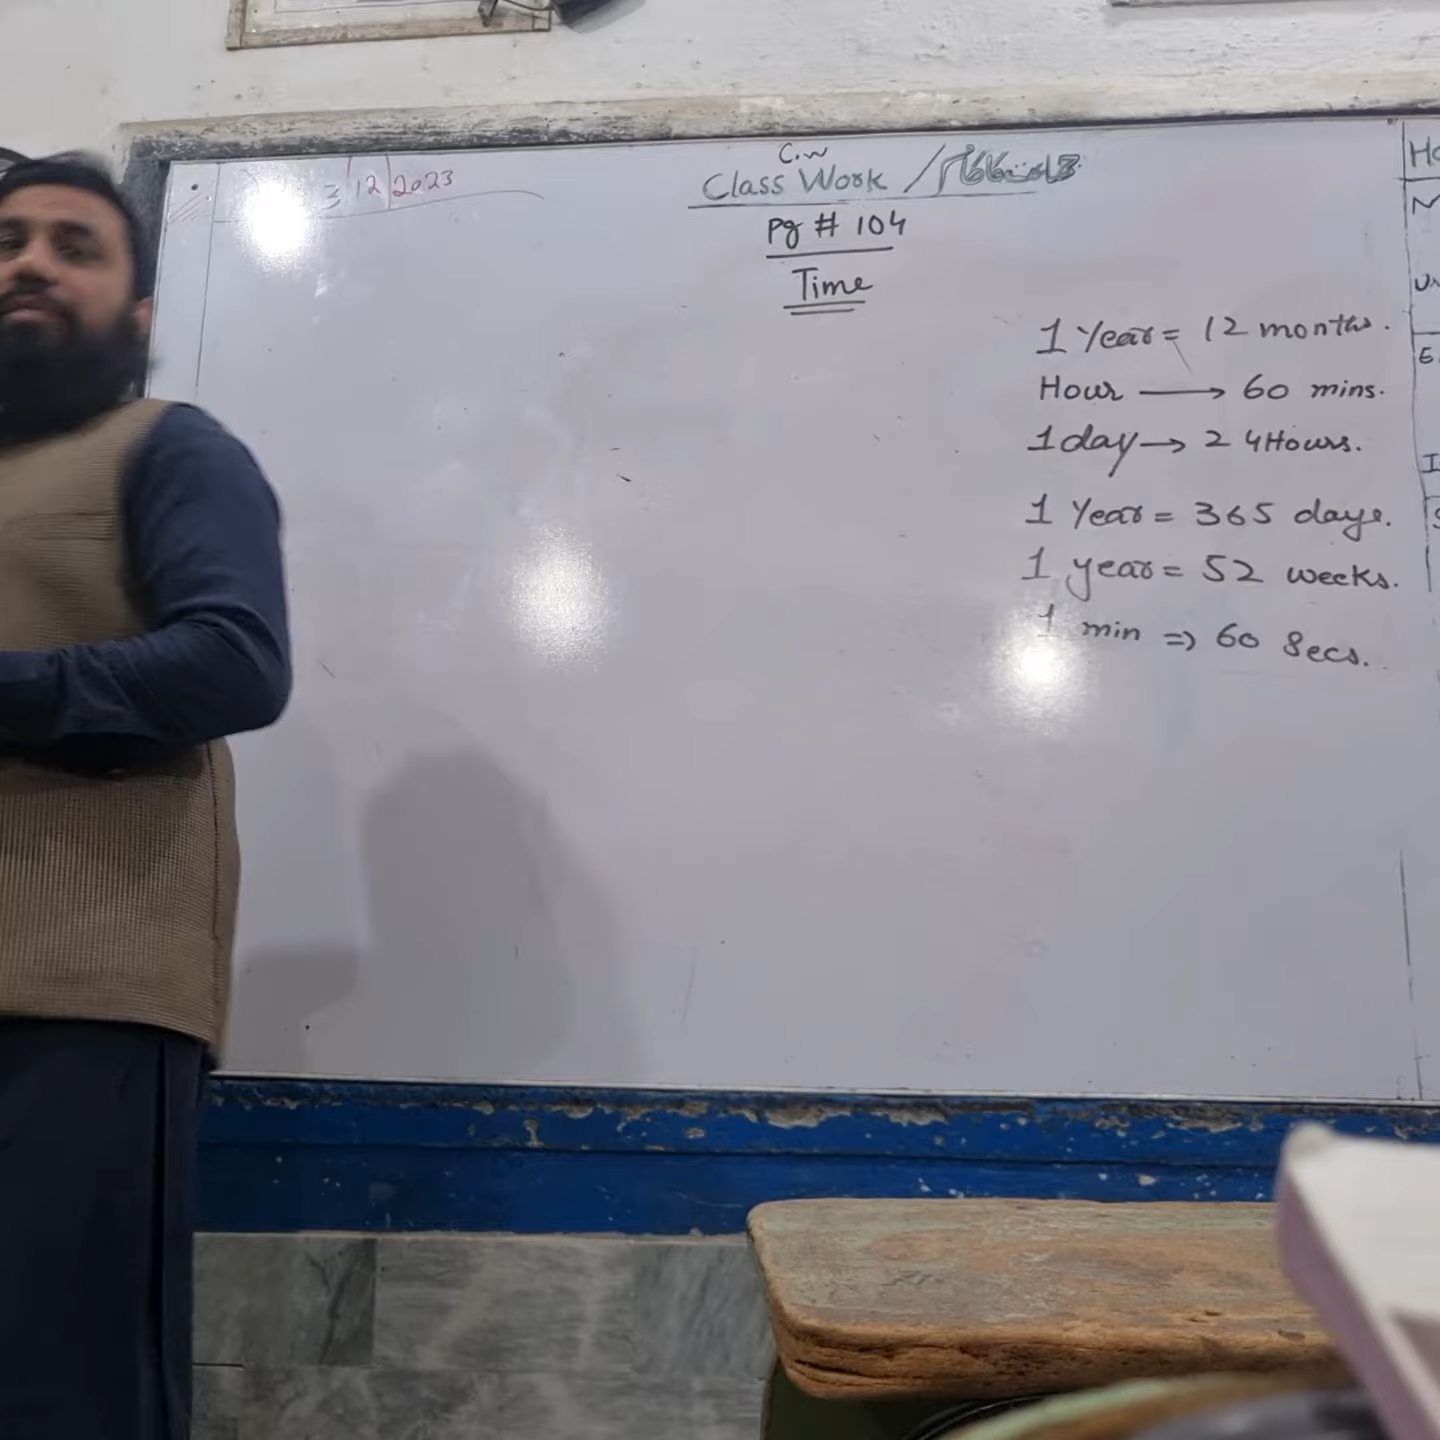 3/12/2023
C.W
Class Work /
Pg # 104
Time
1 Year = 12 months.
Hour → 60 mins.
1 day → 24 Hours.
1 Year = 365 days.
1 year = 52 weeks.
1 min => 60 Secs.